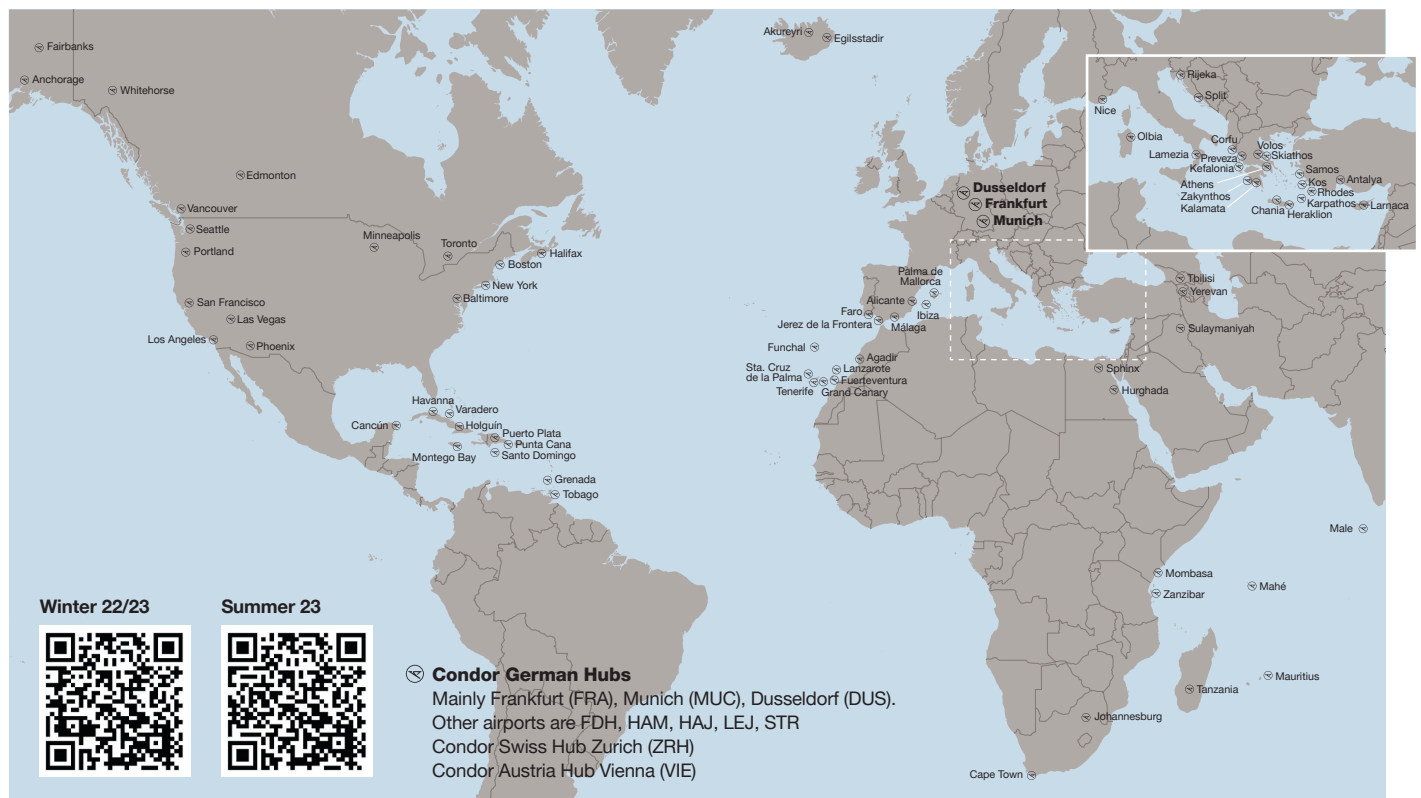 Fairbanks
Anchorage
Whitehorse
Edmonton
Vancouver
Seattle
Portland
San Francisco
Las Vegas
Los Angeles
Phoenix
Minneapolis
Toronto
Halifax
Boston
New York
Baltimore
Havanna
Varadero
Cancún
Holguín
Puerto Plata
Punta Cana
Montego Bay
Santo Domingo
Grenada
Tobago
Akureyri
Egilsstadir
Dusseldorf
Frankfurt
Munich
Palma de
Mallorca
Alicante
Ibiza
Faro
Jerez de la Frontera
Málaga
Funchal
Agadir
Sta. Cruz
de la Palma
Lanzarote
Fuerteventura
Tenerife
Grand Canary
Rijeka
Split
Nice
Olbia
Corfu
Volos
Lamezia
Preveza
Skiathos
Kefalonia
Samos
Athens
Kos
Antalya
Zakynthos
Rhodes
Kalamata
Karpathos
Larnaca
Chania
Heraklion
Tbilisi
Yerevan
Sulaymaniyah
Sphinx
Hurghada
Male
Mombasa
Mahé
Zanzibar
Mauritius
Tanzania
Johannesburg
Cape Town
Winter 22/23
Summer 23
Condor German Hubs
Mainly Frankfurt (FRA), Munich (MUC), Dusseldorf (DUS).
Other airports are FDH, HAM, HAJ, LEJ, STR
Condor Swiss Hub Zurich (ZRH)
Condor Austria Hub Vienna (VIE)